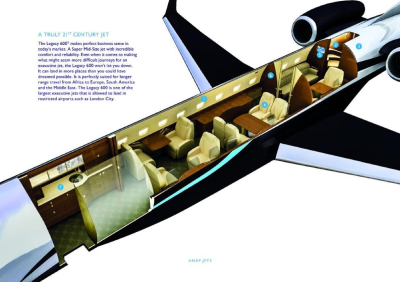 A TRULY 21ST CENTURY JET
The Legacy 600* makes perfect business sense in
today's market. A Super Mid-Size jet with incredible
comfort and reliability. Even when it comes to making
what might seem more difficult journeys for an
executive jet, the Legacy 600 won't let you down.
It can land in more places than you could have
dreamed possible. It is perfectly suited for longer
range travel from Africa to Europe, South America
and the Middle East. The Legacy 600 is one of the
largest executive jets that is allowed to land in
restricted airports such as London City.